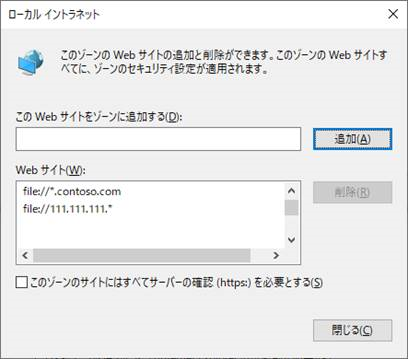 ローカル イントラネット
このゾーンの Web サイトの追加と削除ができます。このゾーンの Web サイトす
べてに、ゾーンのセキュリティ設定が適用されます。
この Web サイトをゾーンに追加する(D):
追加(A)
Web サイト(W):
file://*.contoso.com
file://111.111.111.*
削除(R)
このゾーンのサイトにはすべてサーバーの確認 (https:) を必要とする(S)
閉じる(C)